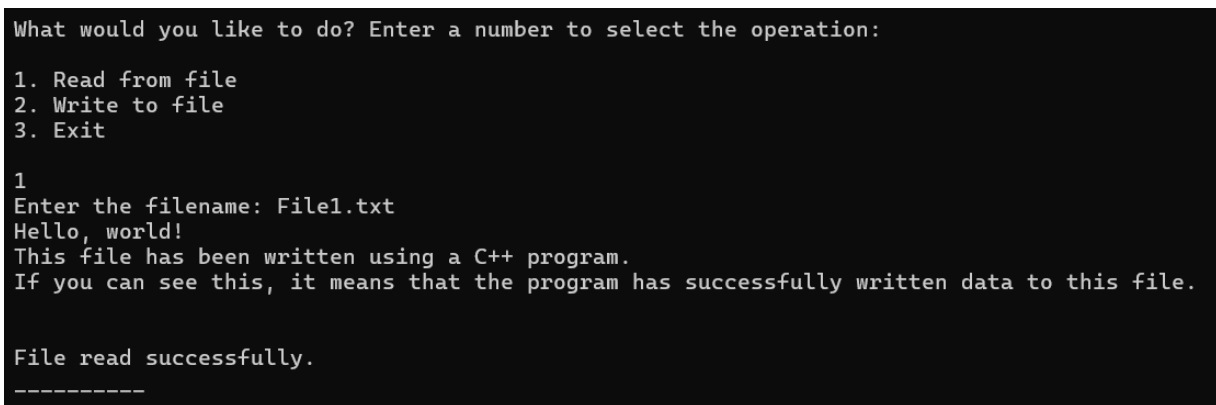 What would you like to do? Enter a number to select the operation:
1. Read from file
2. Write to file
3. Exit
1
Enter the filename: File1.txt
Hello, world!
This file has been written using a C++ program.
If you can see this, it means that the program has successfully written data to this file.
File read successfully.
----------